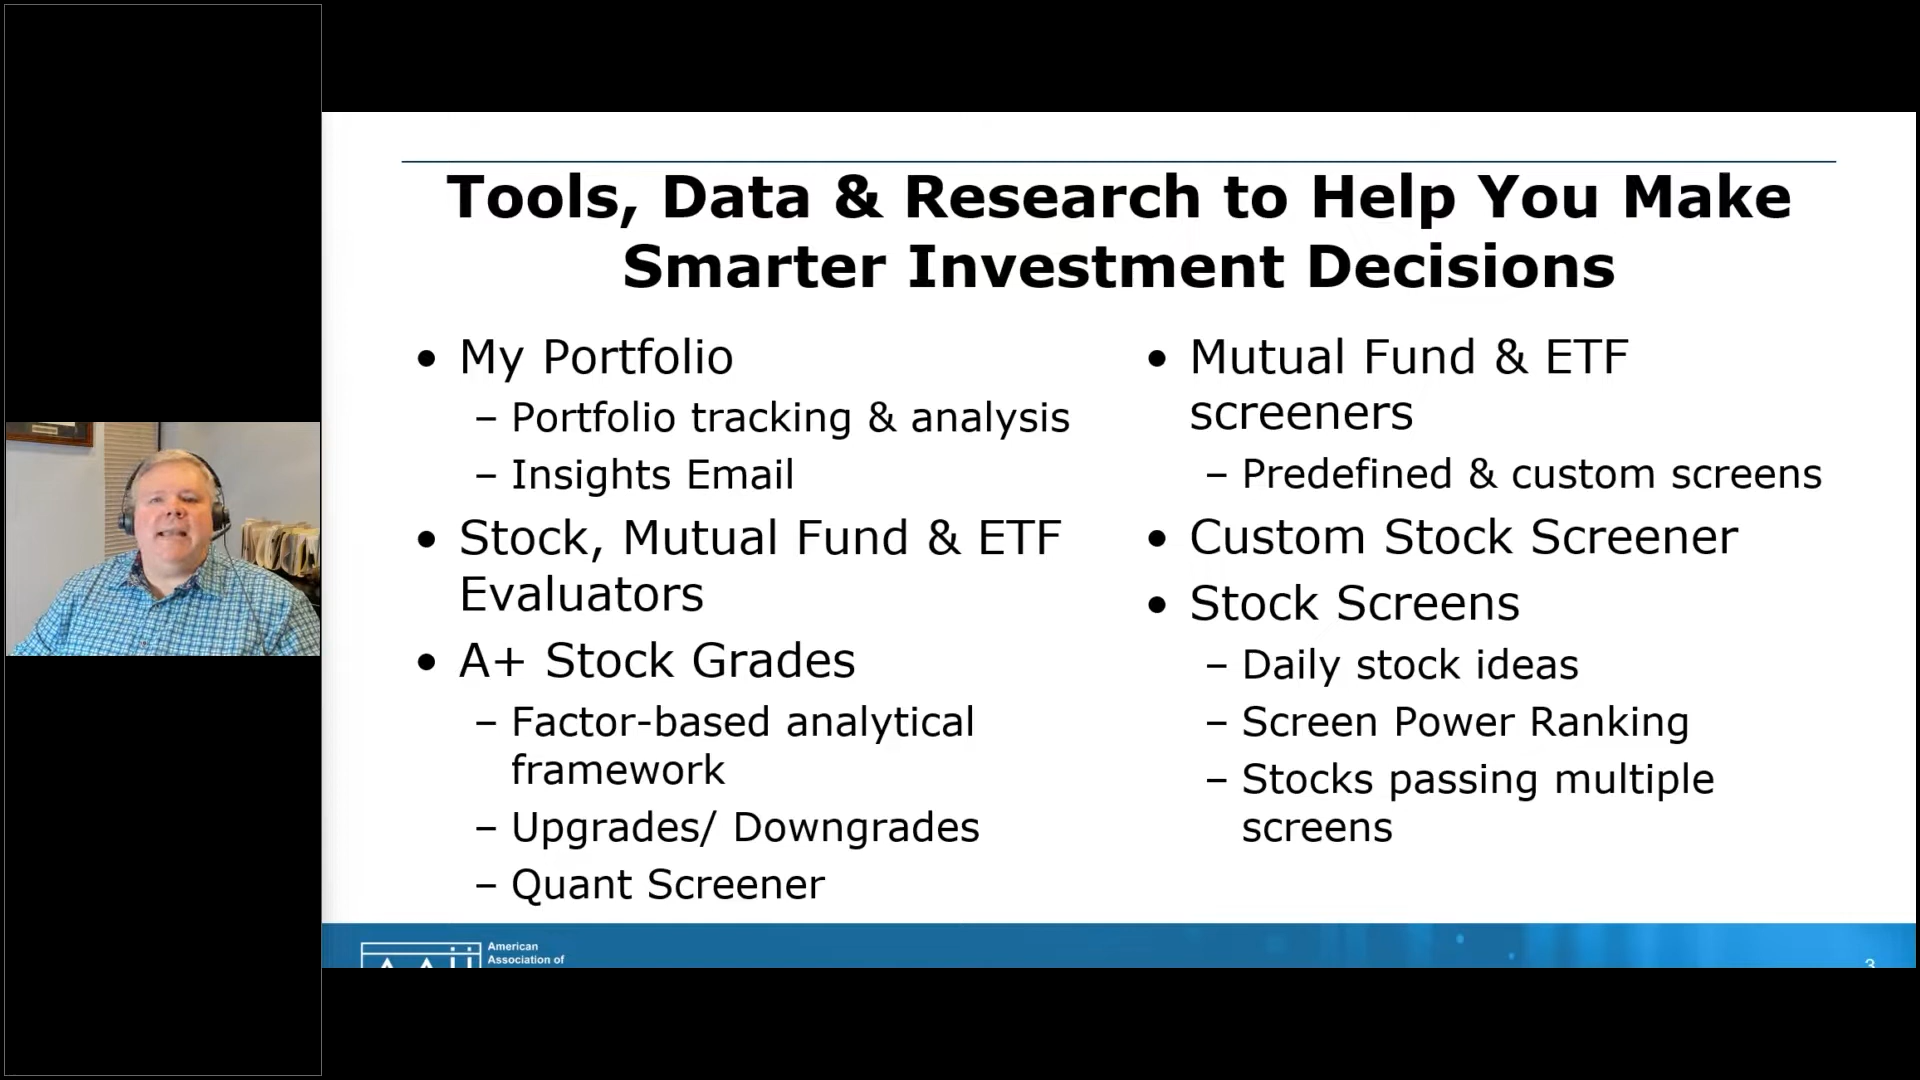 Tools, Data & Research to Help You Make
Smarter Investment Decisions
• My Portfolio
– Portfolio tracking & analysis
– Insights Email
• Stock, Mutual Fund & ETF
Evaluators
• A+ Stock Grades
– Factor-based analytical
framework
– Upgrades/ Downgrades
– Quant Screener
• Mutual Fund & ETF
screeners
– Predefined & custom screens
• Custom Stock Screener
• Stock Screens
– Daily stock ideas
– Screen Power Ranking
– Stocks passing multiple
screens
AAII
American
Association of
3